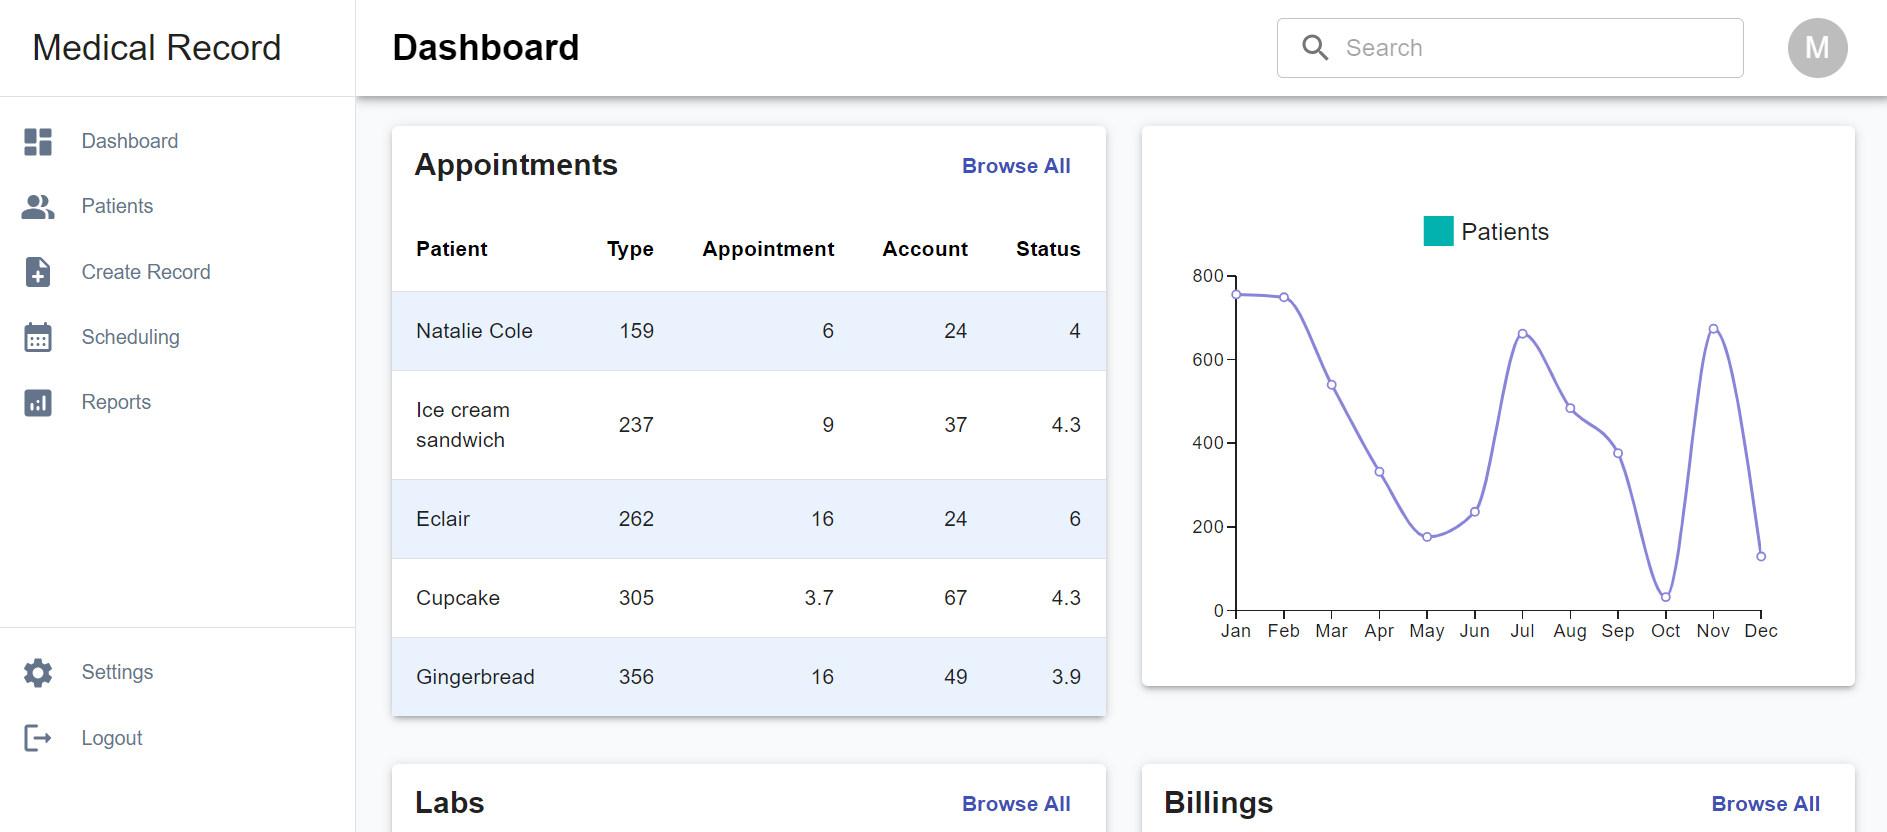 Medical Record
Dashboard
Search
M
Dashboard
Patients
Create Record
Scheduling
Reports
Settings
Logout
Appointments
Browse All
Patient Type Appointment Account Status
Natalie Cole 159 6 24 4
Ice cream
sandwich 237 9 37 4.3
Eclair 262 16 24 6
Cupcake 305 3.7 67 4.3
Gingerbread 356 16 49 3.9
Patients
800
600
400
200
0
Jan Feb Mar Apr May Jun Jul Aug Sep Oct Nov Dec
Labs
Browse All
Billings
Browse All